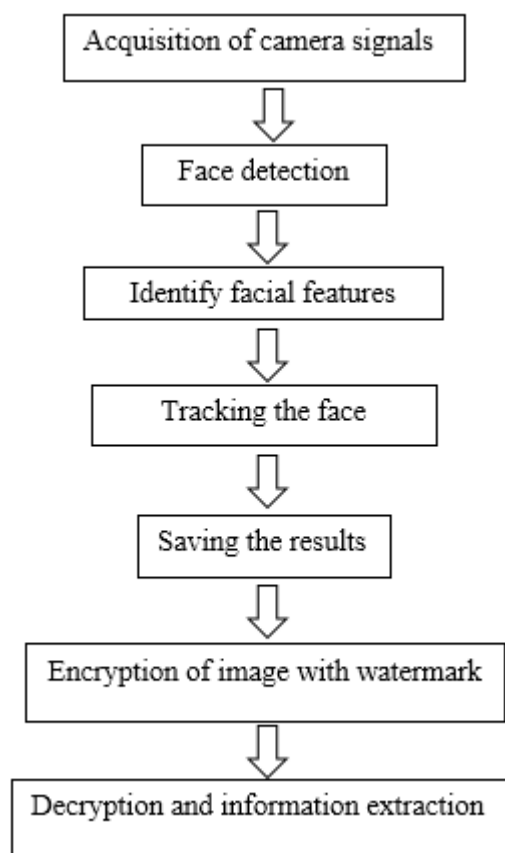 Acquisition of camera signals
Face detection
Identify facial features
Tracking the face
Saving the results
Encryption of image with watermark
Decryption and information extraction